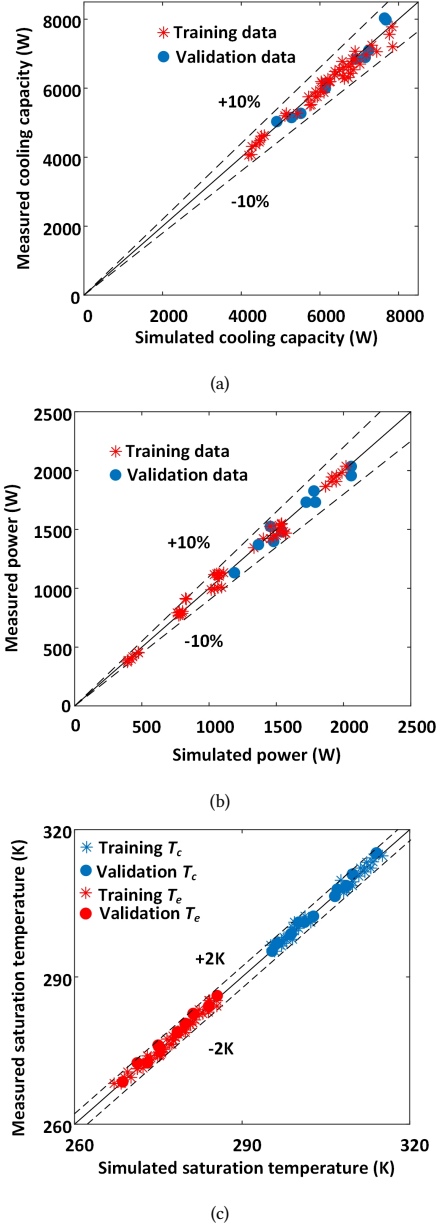 8000
6000
4000
2000
0
Measured cooling capacity (W)
Training data
Validation data
+10%
-10%
0 2000 4000 6000 8000
Simulated cooling capacity (W)
(a)
2500
2000
1500
1000
500
0
Measured power (W)
Training data
Validation data
+10%
-10%
0 500 1000 1500 2000 2500
Simulated power (W)
(b)
320
290
260
Measured saturation temperature (K)
Training Tc
Validation Tc
Training Te
Validation Te
+2K
-2K
260 290 320
Simulated saturation temperature (K)
(c)